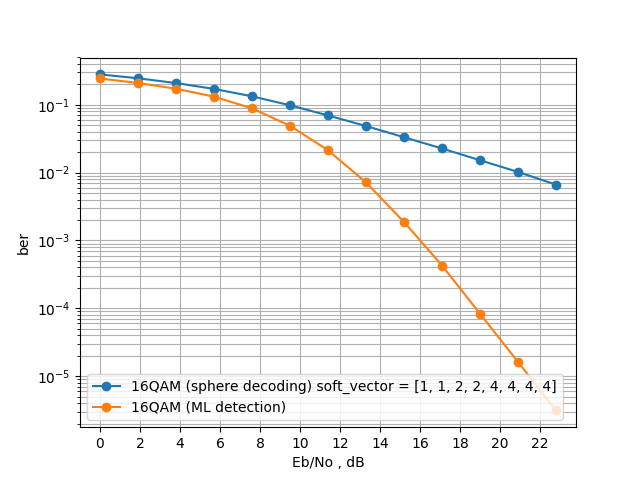 ber
10⁻¹
10⁻²
10⁻³
10⁻⁴
10⁻⁵
16QAM (sphere decoding) soft_vector = [1, 1, 2, 2, 4, 4, 4, 4]
16QAM (ML detection)
0 2 4 6 8 10 12 14 16 18 20 22
Eb/No , dB